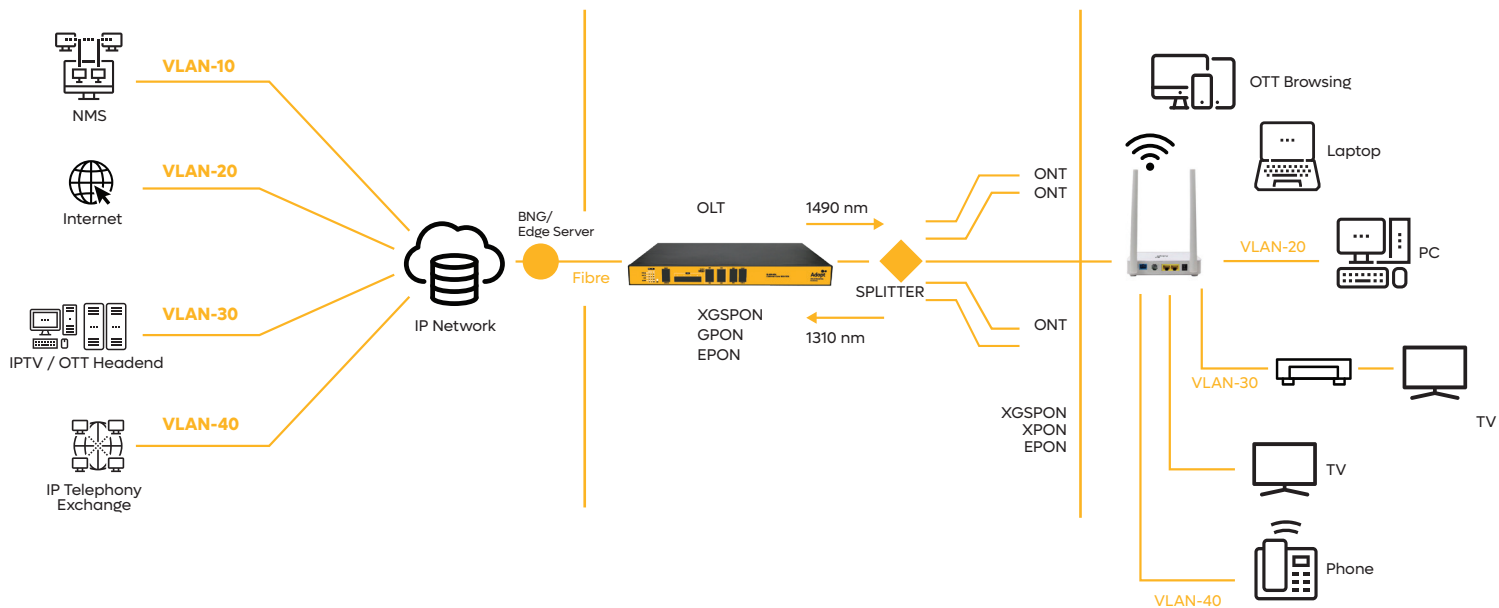 VLAN-10
NMS
VLAN-20
Internet
VLAN-30
IPTV / OTT Headend
VLAN-40
IP Telephony
Exchange
IP Network
BNG/
Edge Server
Fibre
OLT
Adapt
XGSPON
GPON
EPON
1490 nm
SPLITTER
1310 nm
ONT
ONT
ONT
XGSPON
XPON
EPON
OTT Browsing
Laptop
VLAN-20
PC
VLAN-30
TV
TV
Phone
VLAN-40